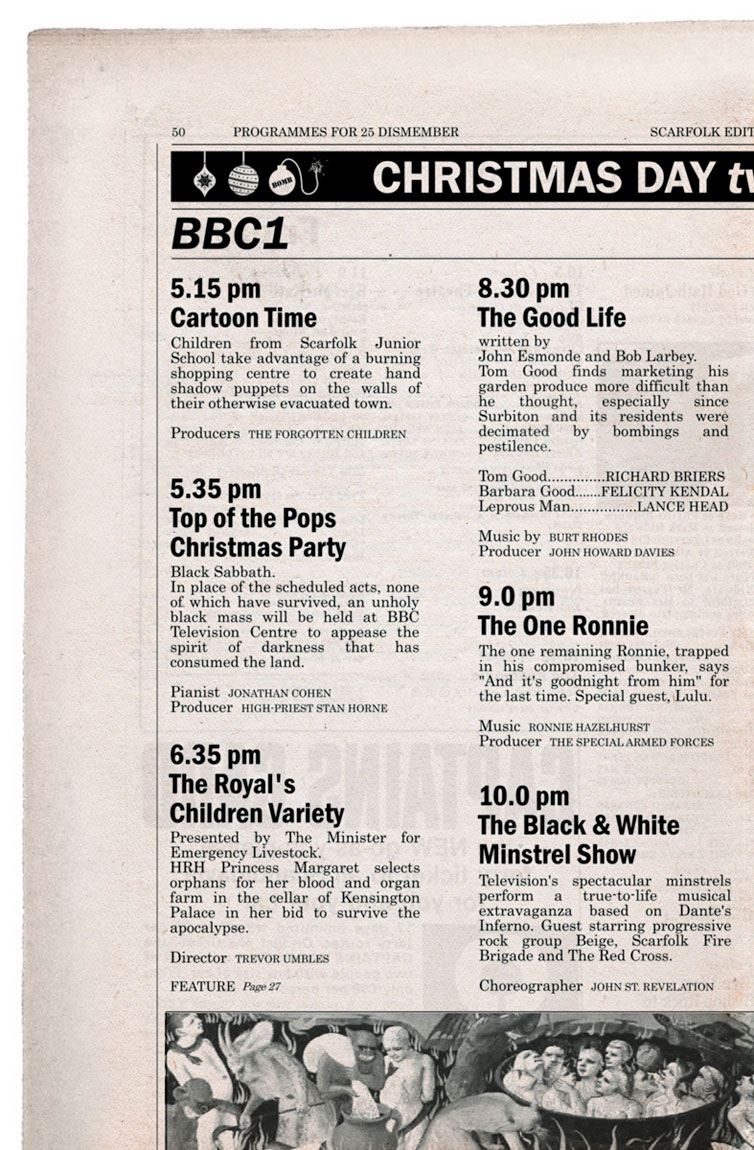 50 PROGRAMMES FOR 25 DISMEMBER SCARFOLK EDIT
BOMB
CHRISTMAS DAY tv
BBC1
5.15 pm
Cartoon Time
Children from Scarfolk Junior
School take advantage of a burning
shopping centre to create hand
shadow puppets on the walls of
their otherwise evacuated town.
Producers THE FORGOTTEN CHILDREN
5.35 pm
Top of the Pops
Christmas Party
Black Sabbath.
In place of the scheduled acts, none
of which have survived, an unholy
black mass will be held at BBC
Television Centre to appease the
spirit of darkness that has
consumed the land.
Pianist JONATHAN COHEN
Producer HIGH-PRIEST STAN HORNE
6.35 pm
The Royal's
Children Variety
Presented by The Minister for
Emergency Livestock.
HRH Princess Margaret selects
orphans for her blood and organ
farm in the cellar of Kensington
Palace in her bid to survive the
apocalypse.
Director TREVOR UMBLES
FEATURE Page 27
8.30 pm
The Good Life
written by
John Esmonde and Bob Larbey.
Tom Good finds marketing his
garden produce more difficult than
he thought, especially since
Surbiton and its residents were
decimated by bombings and
pestilence.
Tom Good..............RICHARD BRIERS
Barbara Good.......FELICITY KENDAL
Leprous Man................LANCE HEAD
Music by BURT RHODES
Producer JOHN HOWARD DAVIES
9.0 pm
The One Ronnie
The one remaining Ronnie, trapped
in his compromised bunker, says
"And it's goodnight from him" for
the last time. Special guest, Lulu.
Music RONNIE HAZELHURST
Producer THE SPECIAL ARMED FORCES
10.0 pm
The Black & White
Minstrel Show
Television's spectacular minstrels
perform a true-to-life musical
extravaganza based on Dante's
Inferno. Guest starring progressive
rock group Beige, Scarfolk Fire
Brigade and The Red Cross.
Choreographer JOHN ST. REVELATION